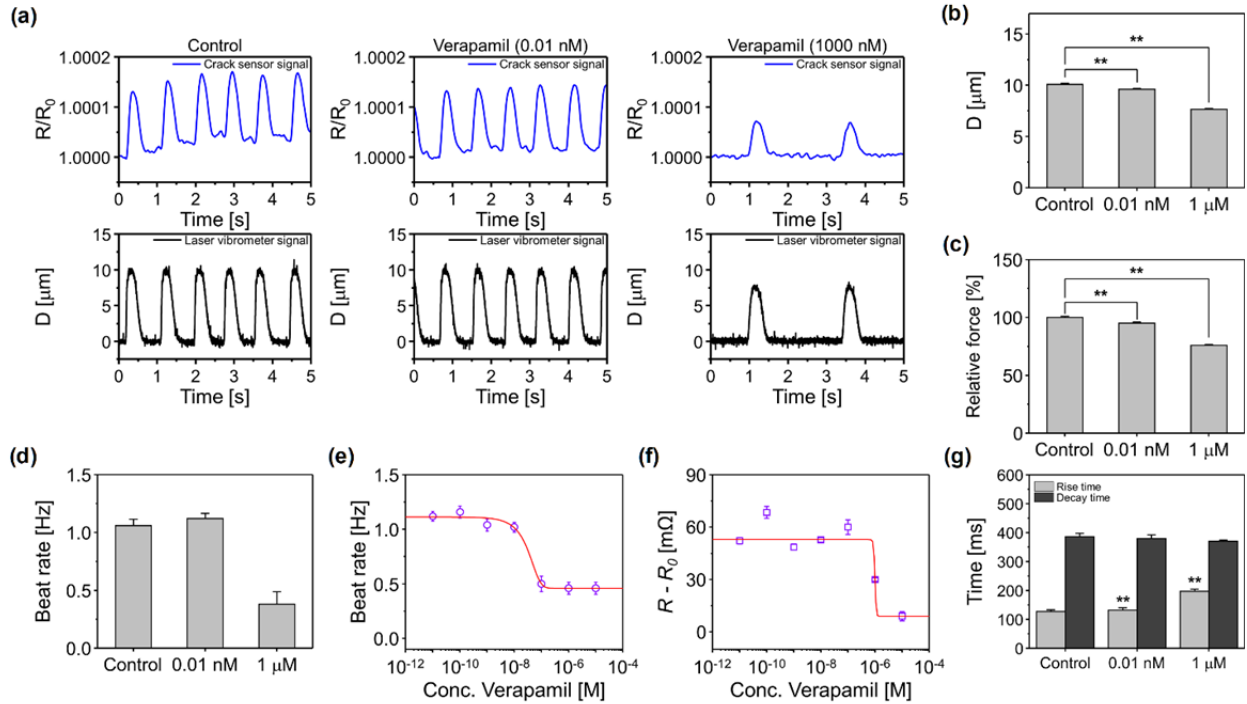 (a)
Control
Crack sensor signal
R/R0
1.0002
1.0001
1.0000
0 1 2 3 4 5
Time [s]
Verapamil (0.01 nM)
Crack sensor signal
R/R0
1.0002
1.0001
1.0000
0 1 2 3 4 5
Time [s]
Verapamil (1000 nM)
Crack sensor signal
R/R0
1.0002
1.0001
1.0000
0 1 2 3 4 5
Time [s]
Laser vibrometer signal
D [μm]
15
10
5
0
0 1 2 3 4 5
Time [s]
Laser vibrometer signal
D [μm]
15
10
5
0
0 1 2 3 4 5
Time [s]
Laser vibrometer signal
D [μm]
15
10
5
0
0 1 2 3 4 5
Time [s]
(b)
D [μm]
15
10
5
0
**
**
Control 0.01 nM 1 μM
(c)
Relative force [%]
150
100
50
0
**
**
Control 0.01 nM 1 μM
(d)
Beat rate [Hz]
1.5
1.0
0.5
0.0
Control 0.01 nM 1 μM
(e)
Beat rate [Hz]
1.5
1.0
0.5
0.0
10-12 10-10 10-8 10-6 10-4
Conc. Verapamil [M]
(f)
R - R0 [mΩ]
90
60
30
0
10-12 10-10 10-8 10-6 10-4
Conc. Verapamil [M]
(g)
Time [ms]
600
500
400
300
200
100
0
Rise time
Decay time
**
**
Control 0.01 nM 1 μM